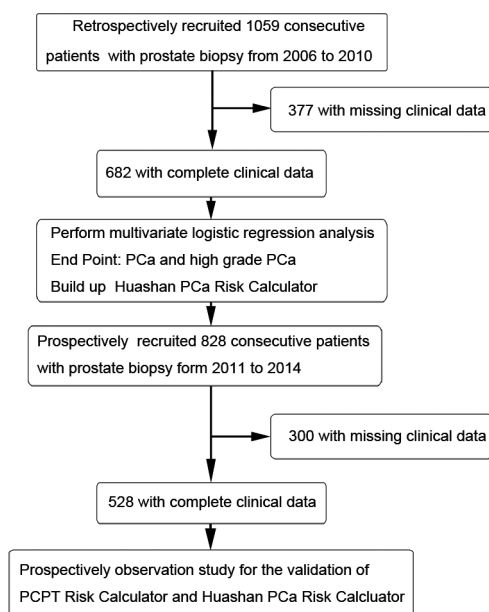 Retrospectively recruited 1059 consecutive
patients with prostate biopsy from 2006 to 2010
377 with missing clinical data
682 with complete clinical data
Perform multivariate logistic regression analysis
End Point: PCa and high grade PCa
Build up Huashan PCa Risk Calculator
Prospectively recruited 828 consecutive patients
with prostate biopsy form 2011 to 2014
300 with missing clinical data
528 with complete clinical data
Prospectively observation study for the validation of
PCPT Risk Calculator and Huashan PCa Risk Calcluator